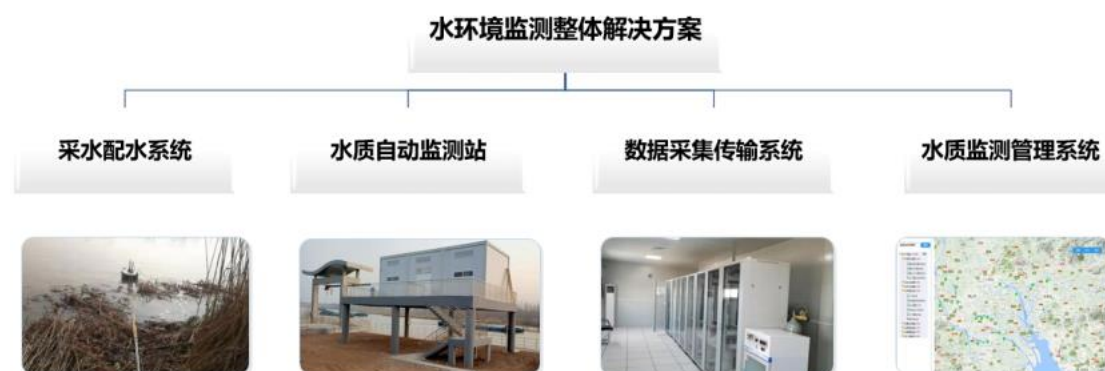 水环境监测整体解决方案
采水配水系统
水质自动监测站
数据采集传输系统
水质监测管理系统